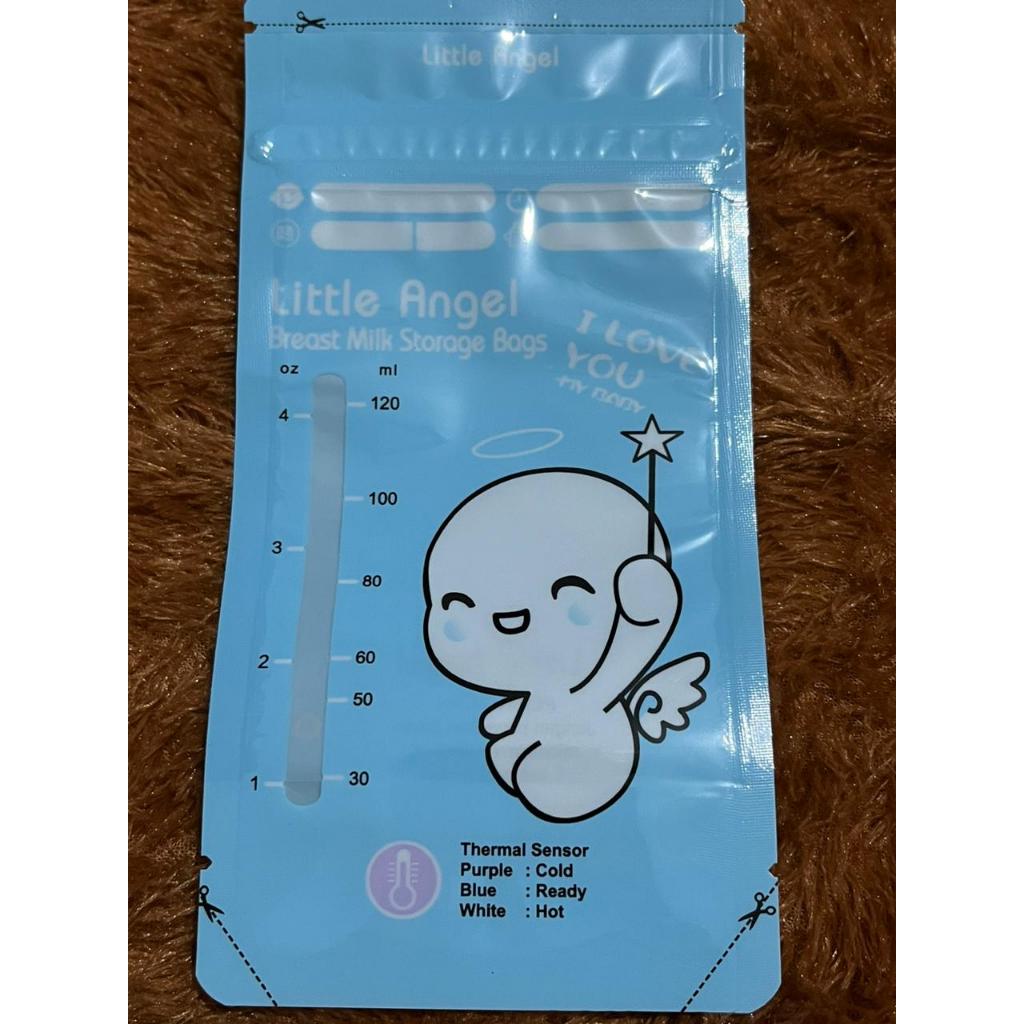 Little Angel
Little Angel
Breast Milk Storage Bags
I LOVE
YOU
MY BABY
oz ml
120
4
100
3
80
60
2
50
30
1
Thermal Sensor
Purple : Cold
Blue : Ready
White : Hot